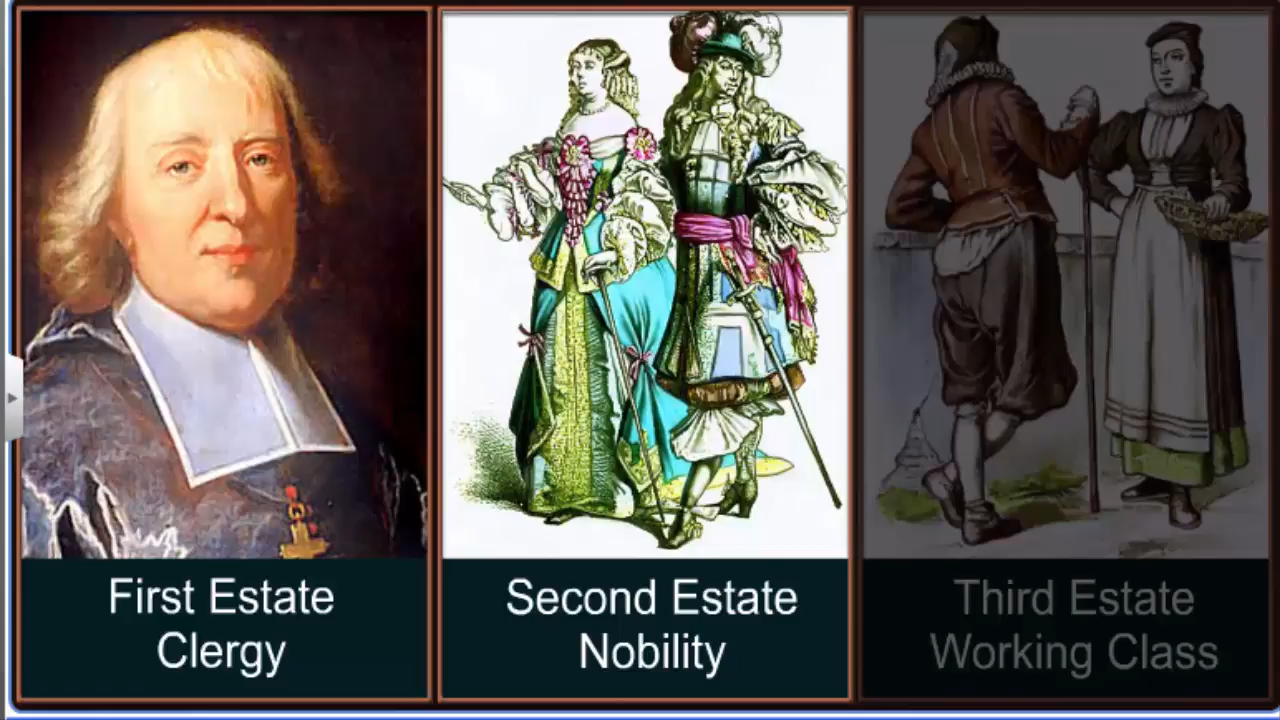 First Estate
Clergy
Second Estate
Nobility
Third Estate
Working Class